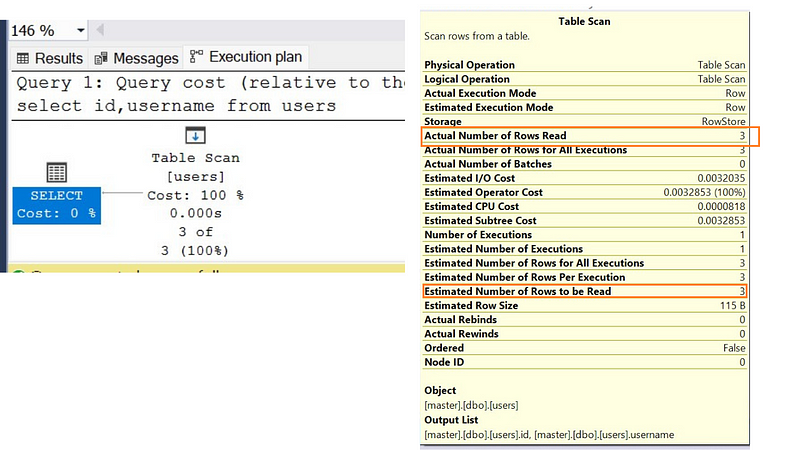 146 %
Results Messages Execution plan
Query 1: Query cost (relative to the
select id,username from users
Table Scan
[users]
Cost: 100 %
0.000s
3 of
3 (100%)
SELECT
Cost: 0 %
Table Scan
Scan rows from a table.
Physical Operation Table Scan
Logical Operation Table Scan
Actual Execution Mode Row
Estimated Execution Mode Row
Storage RowStore
Actual Number of Rows Read 3
Actual Number of Rows for All Executions 3
Actual Number of Batches 0
Estimated I/O Cost 0.0032035
Estimated Operator Cost 0.0032853 (100%)
Estimated CPU Cost 0.0000818
Estimated Subtree Cost 0.0032853
Number of Executions 1
Estimated Number of Executions 1
Estimated Number of Rows for All Executions 3
Estimated Number of Rows Per Execution 3
Estimated Number of Rows to be Read 3
Estimated Row Size 115 B
Actual Rebinds 0
Actual Rewinds 0
Ordered False
Node ID 0
Object
[master].[dbo].[users]
Output List
[master].[dbo].[users].id, [master].[dbo].[users].username